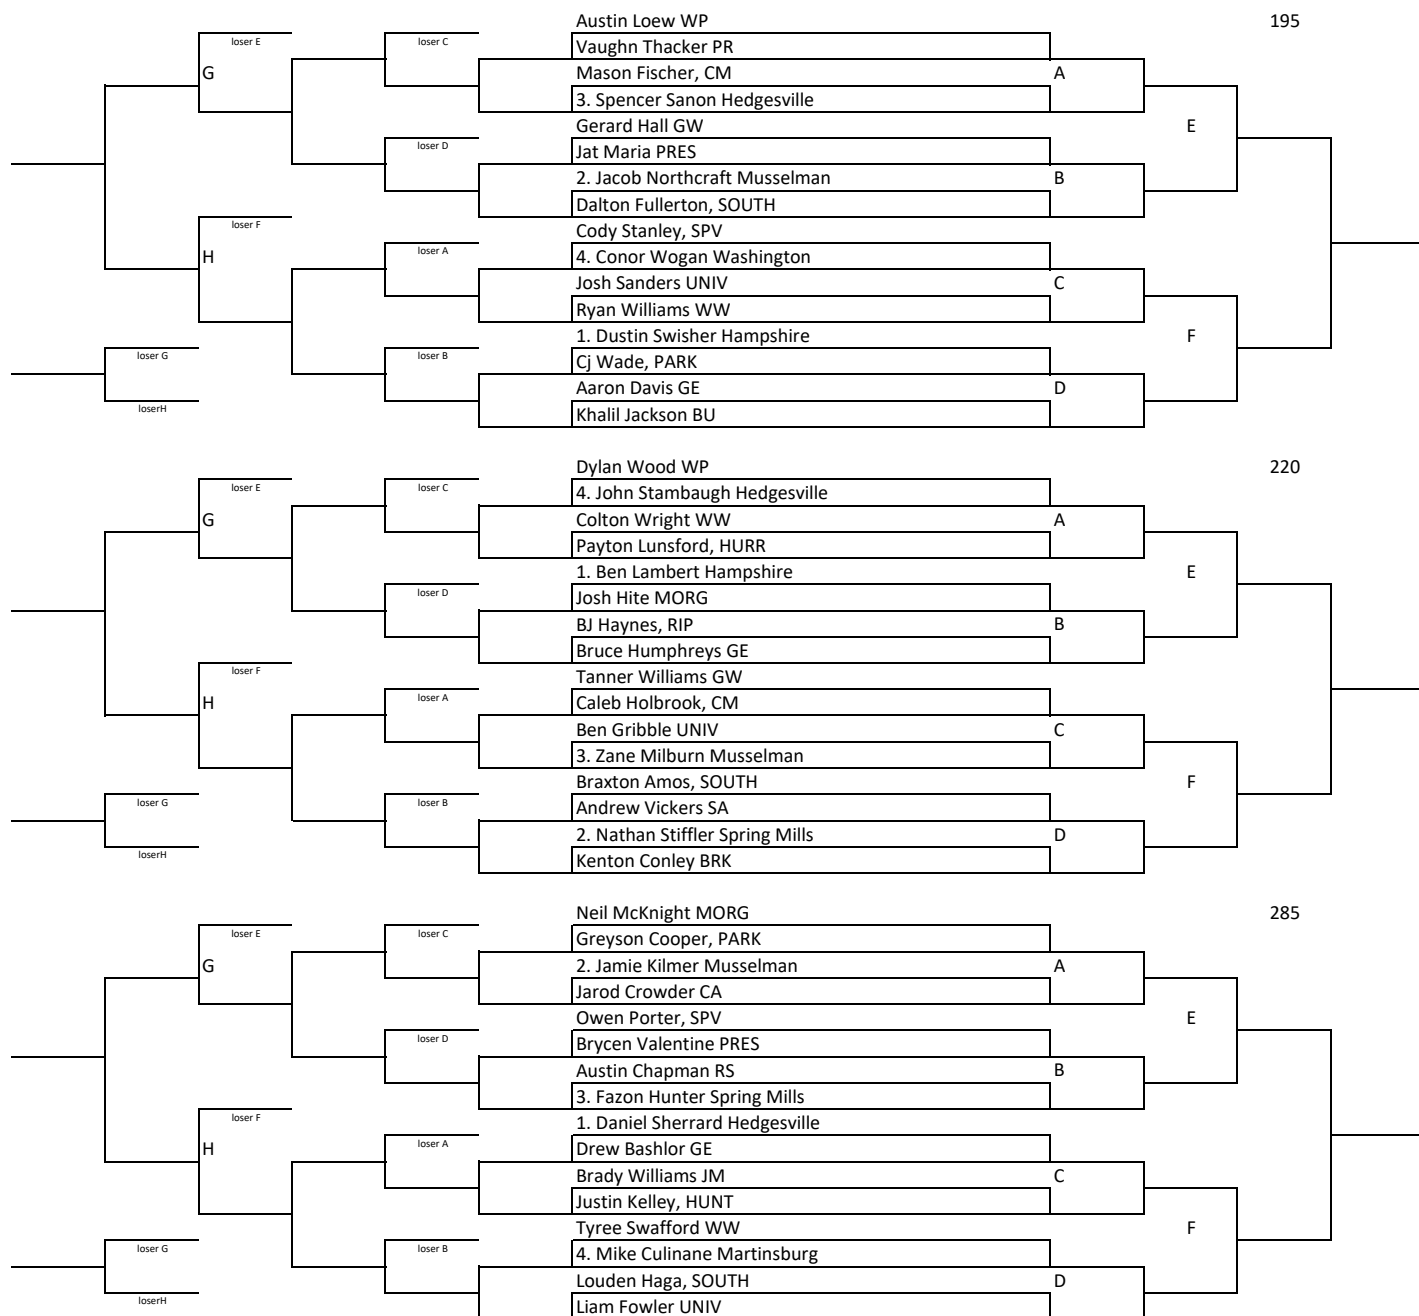 Austin Loew WP 195
loser E loser C Vaughn Thacker PR
G Mason Fischer, CM A
3. Spencer Sanon Hedgesville
Gerard Hall GW E
loser D Jat Maria PRES
2. Jacob Northcraft Musselman B
Dalton Fullerton, SOUTH
loser F Cody Stanley, SPV
H loser A 4. Conor Wogan Washington
Josh Sanders UNIV C
Ryan Williams WW
1. Dustin Swisher Hampshire F
loser G loser B Cj Wade, PARK
Aaron Davis GE D
loserH Khalil Jackson BU
Dylan Wood WP 220
loser E loser C 4. John Stambaugh Hedgesville
G Colton Wright WW A
Payton Lunsford, HURR
1. Ben Lambert Hampshire E
loser D Josh Hite MORG
BJ Haynes, RIP B
Bruce Humphreys GE
loser F Tanner Williams GW
H loser A Caleb Holbrook, CM
Ben Gribble UNIV C
3. Zane Milburn Musselman
Braxton Amos, SOUTH F
loser G loser B Andrew Vickers SA
2. Nathan Stiffler Spring Mills D
loserH Kenton Conley BRK
Neil McKnight MORG 285
loser E loser C Greyson Cooper, PARK
G 2. Jamie Kilmer Musselman A
Jarod Crowder CA
Owen Porter, SPV E
loser D Brycen Valentine PRES
Austin Chapman RS B
3. Fazon Hunter Spring Mills
loser F 1. Daniel Sherrard Hedgesville
H loser A Drew Bashlor GE
Brady Williams JM C
Justin Kelley, HUNT
Tyree Swafford WW F
loser G loser B 4. Mike Culinane Martinsburg
Louden Haga, SOUTH D
loserH Liam Fowler UNIV